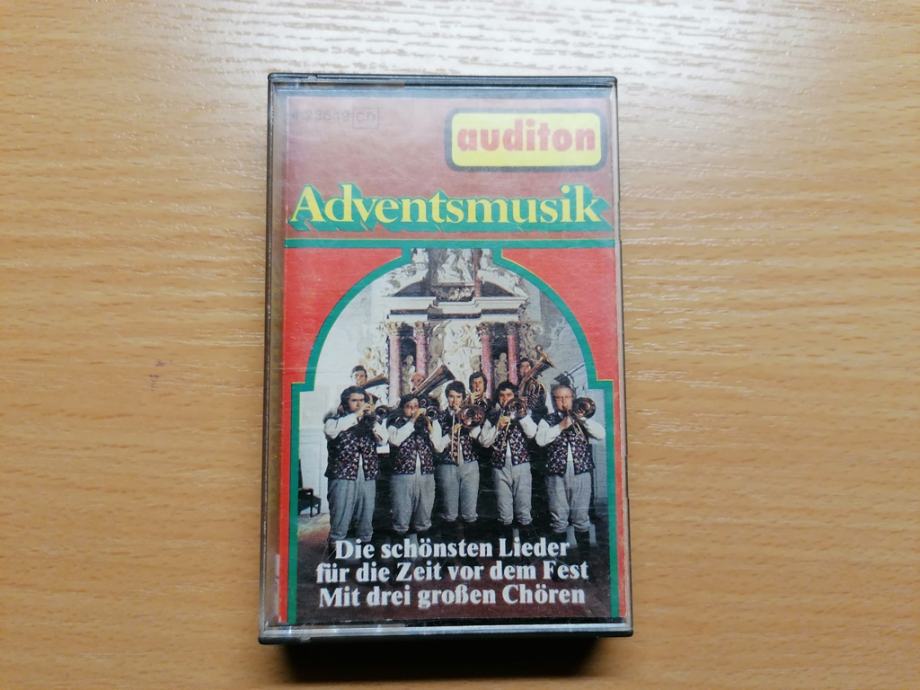 auditon
Adventsmusik
Die schönsten Lieder
für die Zeit vor dem Fest
Mit drei großen Chören